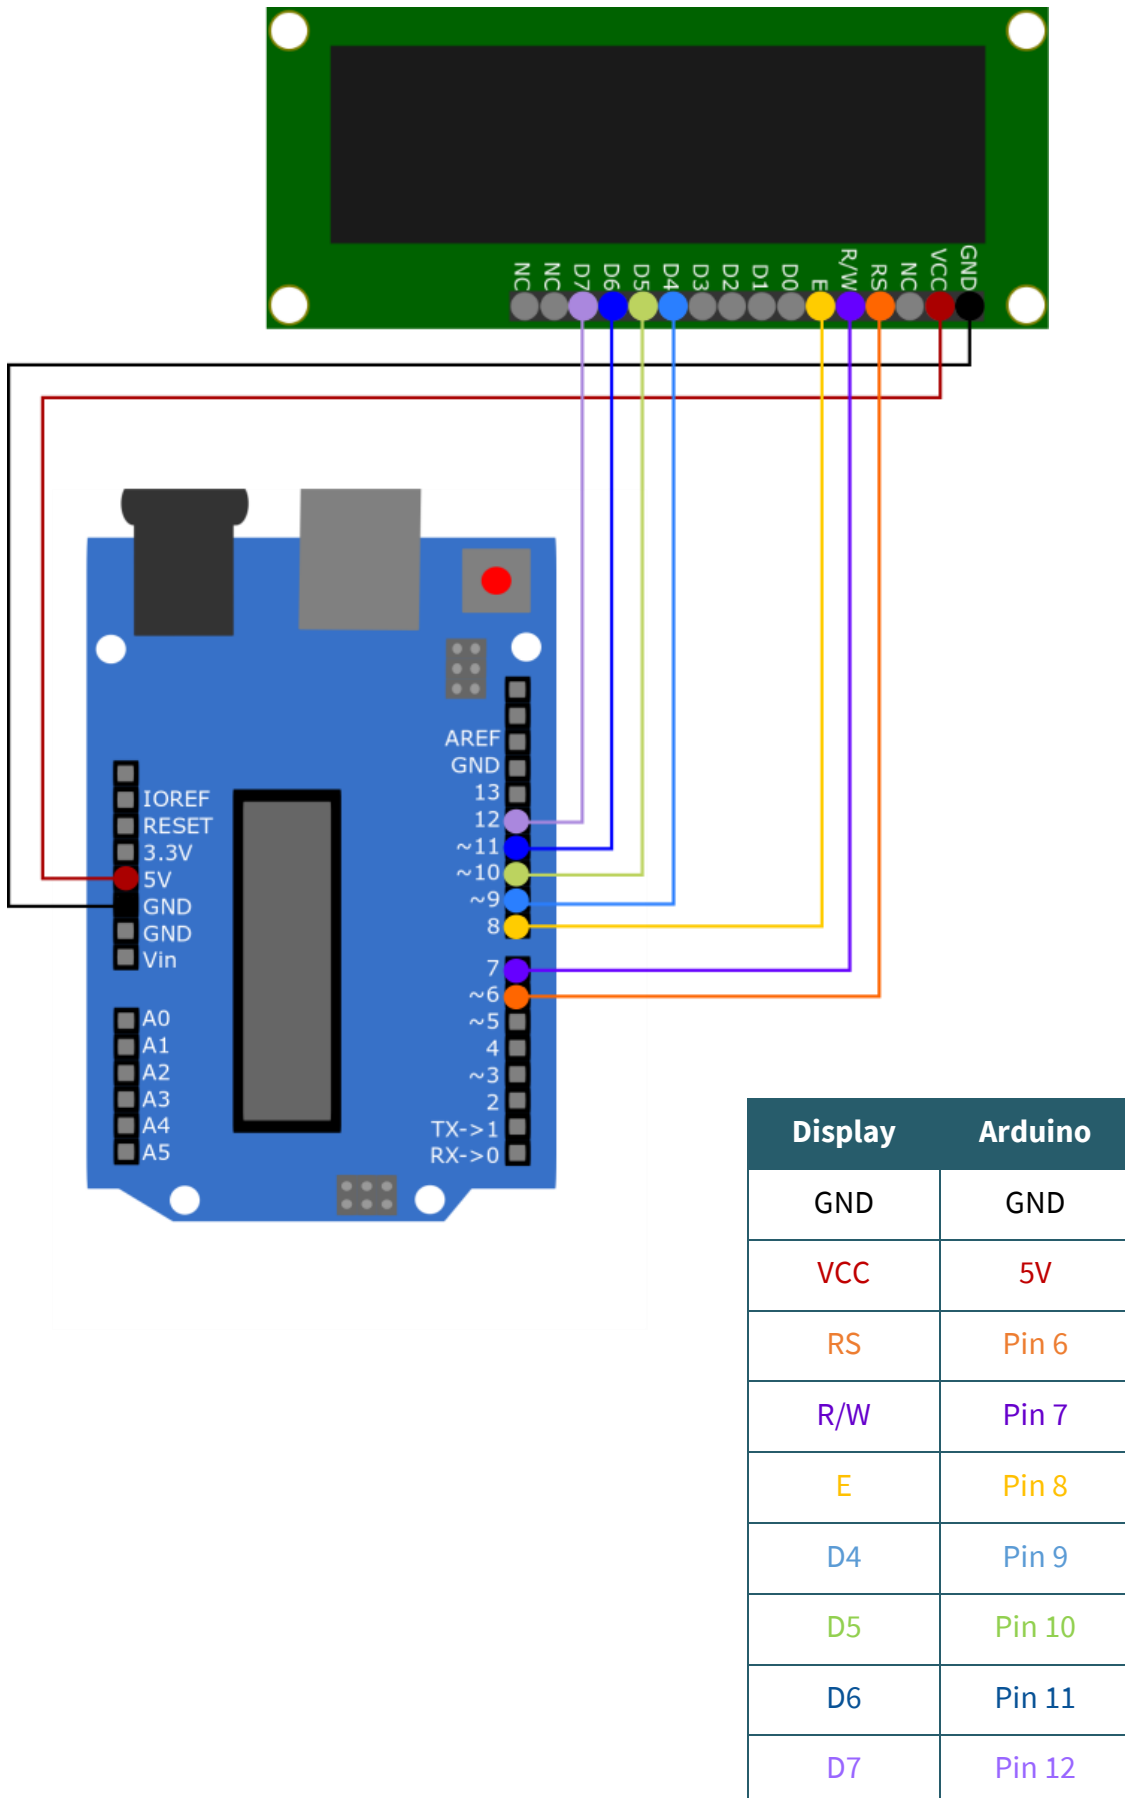 NC NC D7 D6 D5 D4 D3 D2 D1 D0 E R/W RS NC VCC GND
IOREF
RESET
3.3V
5V
GND
GND
Vin
A0
A1
A2
A3
A4
A5
AREF
GND
13
12
~11
~10
~9
8
7
~6
~5
4
~3
2
TX->1
RX->0
Display Arduino
GND GND
VCC 5V
RS Pin 6
R/W Pin 7
E Pin 8
D4 Pin 9
D5 Pin 10
D6 Pin 11
D7 Pin 12